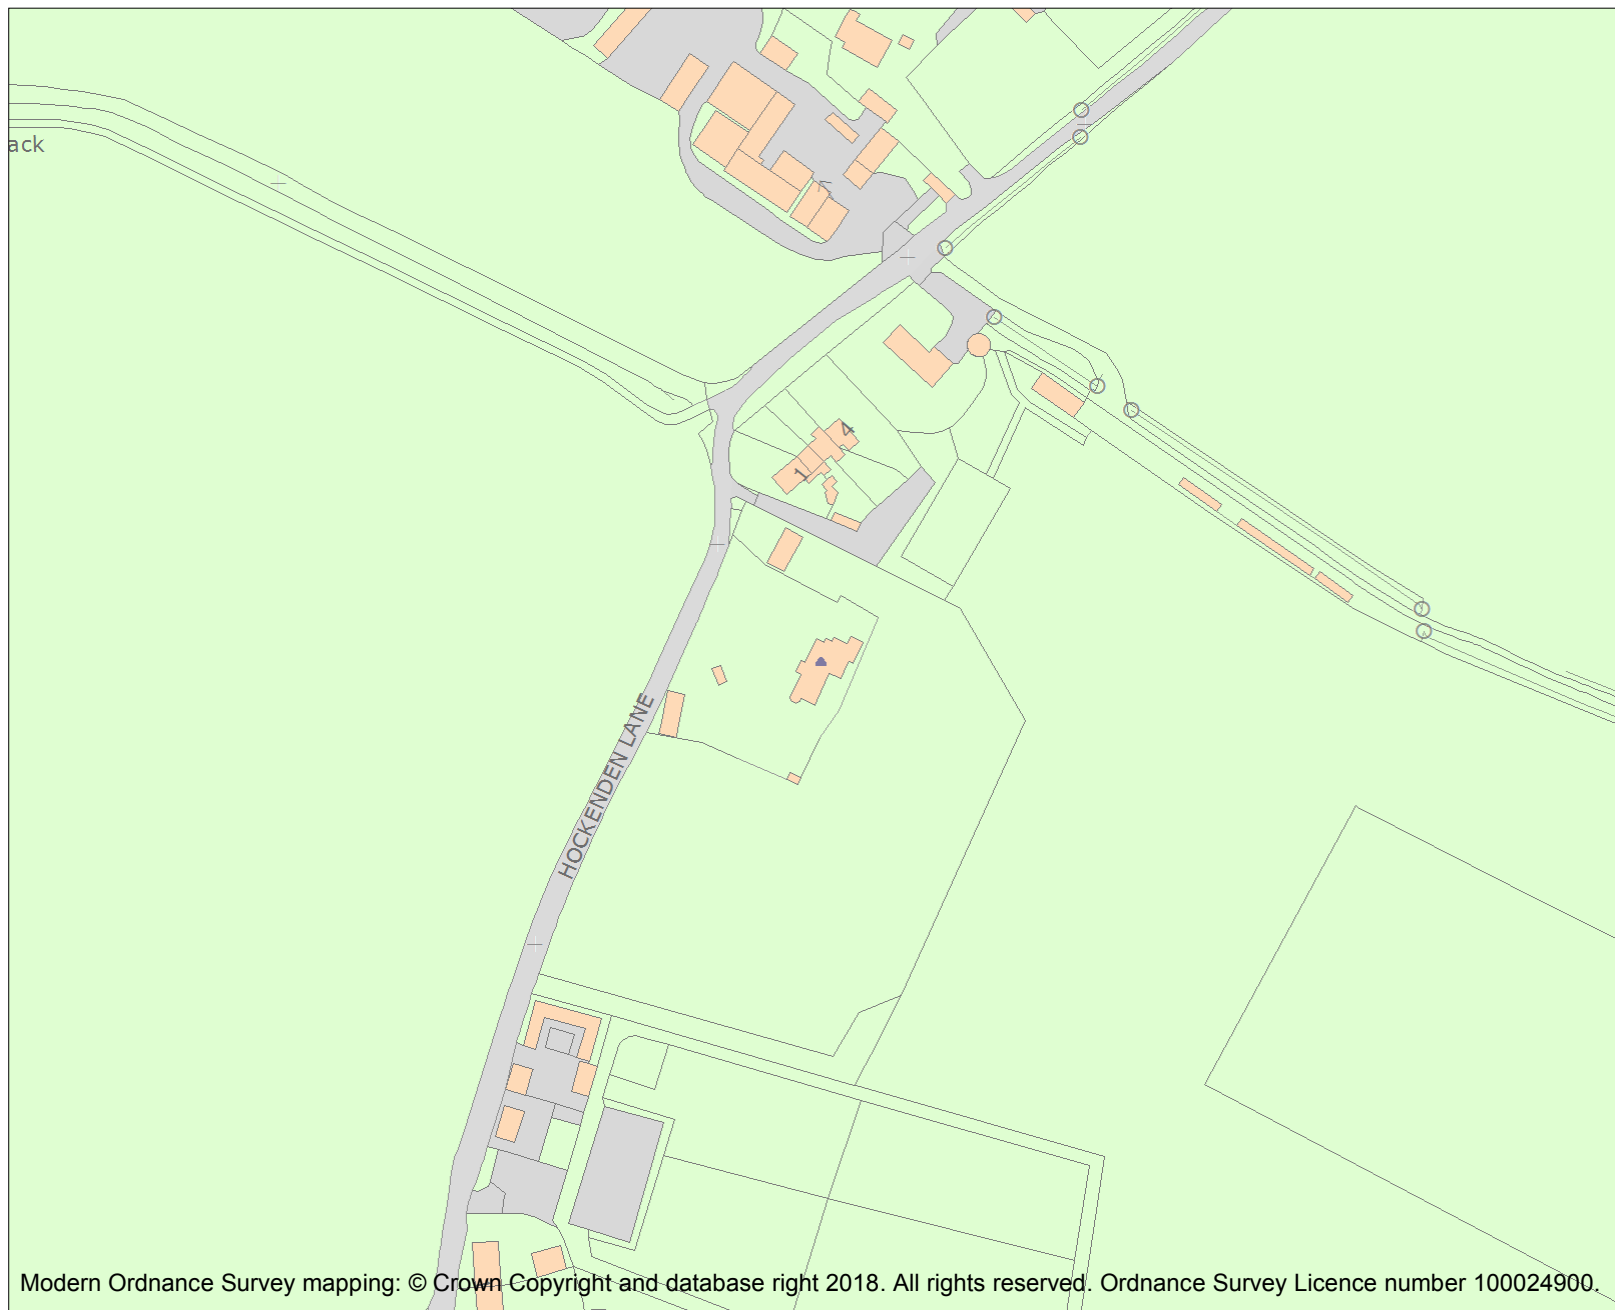 ack
4
1
HOCKENDEN LANE
Modern Ordnance Survey mapping: © Crown Copyright and database right 2018. All rights reserved. Ordnance Survey Licence number 100024900.